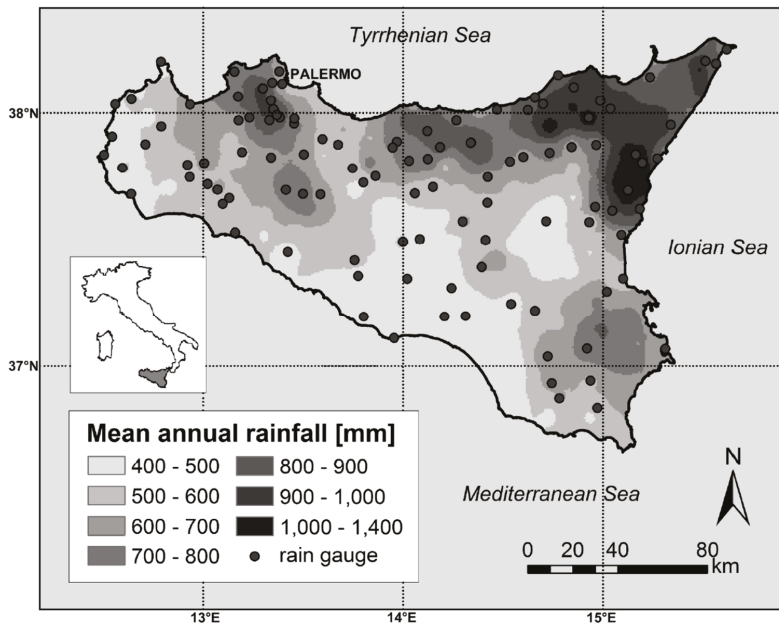 Tyrrhenian Sea
PALERMO
38°N
Ionian Sea
37°N
Mean annual rainfall [mm]
400 - 500
500 - 600
600 - 700
700 - 800
800 - 900
900 - 1,000
1,000 - 1,400
rain gauge
Mediterranean Sea
N
0 20 40 80
km
13°E 14°E 15°E